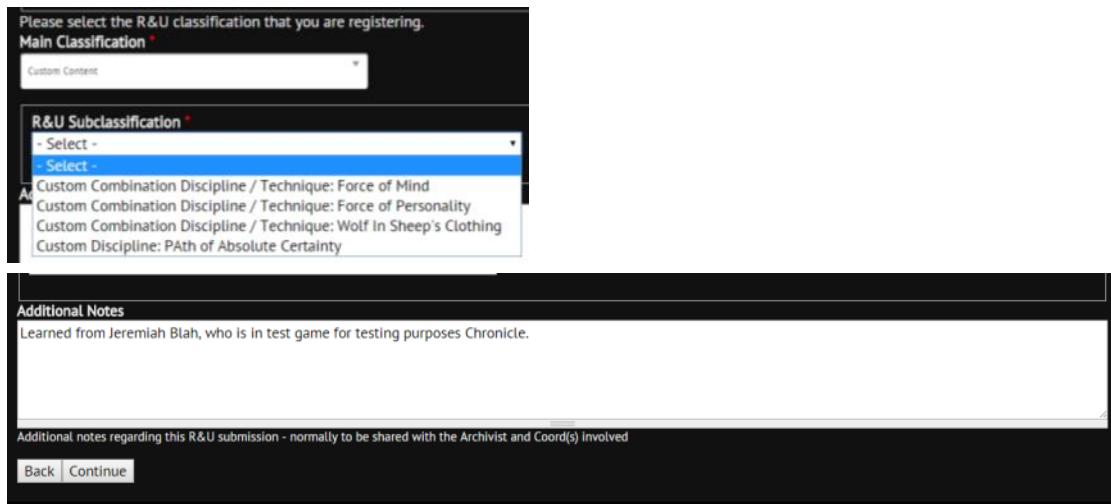 Please select the R&U classification that you are registering.
Main Classification *
Custom Content
R&U Subclassification *
- Select -
- Select -
Custom Combination Discipline / Technique: Force of Mind
Custom Combination Discipline / Technique: Force of Personality
Custom Combination Discipline / Technique: Wolf In Sheep's Clothing
Custom Discipline: PAth of Absolute Certainty
Additional Notes
Learned from Jeremiah Blah, who is in test game for testing purposes Chronicle.
Additional notes regarding this R&U submission - normally to be shared with the Archivist and Coord(s) involved
Back Continue